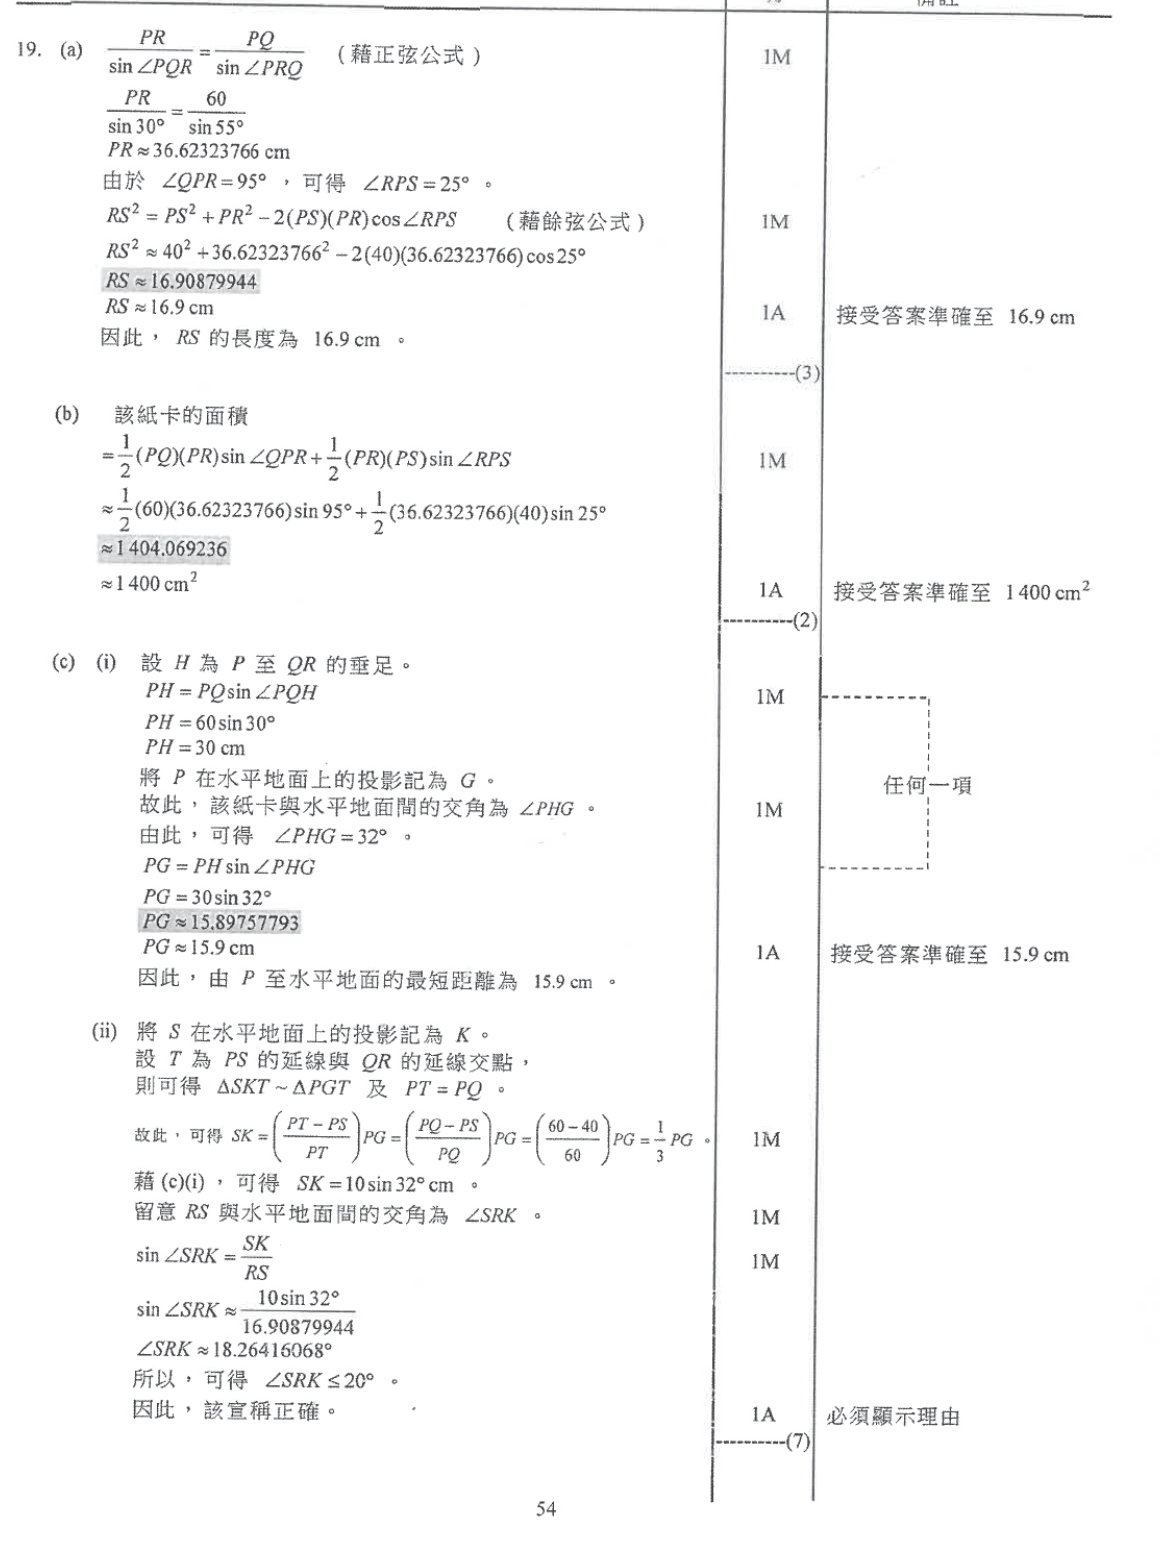 19. (a) PR/sin∠PQR = PQ/sin∠PRQ （藉正弦公式） 1M
PR/sin 30° = 60/sin 55°
PR ≈ 36.62323766 cm
由於 ∠QPR = 95° ，可得 ∠RPS = 25° 。
RS² = PS² + PR² − 2(PS)(PR)cos∠RPS （藉餘弦公式） 1M
RS² ≈ 40² + 36.62323766² − 2(40)(36.62323766)cos25°
RS ≈ 16.90879944
RS ≈ 16.9 cm 1A 接受答案準確至 16.9 cm
因此， RS 的長度為 16.9 cm 。
----------(3)
(b) 該紙卡的面積
= 1/2 (PQ)(PR)sin∠QPR + 1/2 (PR)(PS)sin∠RPS 1M
≈ 1/2 (60)(36.62323766)sin 95° + 1/2 (36.62323766)(40)sin 25°
≈ 1 404.069236
≈ 1 400 cm² 1A 接受答案準確至 1 400 cm²
----------(2)
(c) (i) 設 H 為 P 至 QR 的垂足。
PH = PQ sin∠PQH 1M
PH = 60 sin 30°
PH = 30 cm
將 P 在水平地面上的投影記為 G 。 任何一項
故此，該紙卡與水平地面間的交角為 ∠PHG 。 1M
由此，可得 ∠PHG = 32° 。
PG = PH sin∠PHG
PG = 30 sin 32°
PG ≈ 15.89757793
PG ≈ 15.9 cm 1A 接受答案準確至 15.9 cm
因此，由 P 至水平地面的最短距離為 15.9 cm 。
(ii) 將 S 在水平地面上的投影記為 K 。
設 T 為 PS 的延線與 QR 的延線交點，
則可得 ΔSKT ~ ΔPGT 及 PT = PQ 。
故此，可得 SK = ((PT − PS)/PT) PG = ((PQ − PS)/PQ) PG = ((60 − 40)/60) PG = 1/3 PG 。 1M
藉 (c)(i) ，可得 SK = 10 sin 32° cm 。
留意 RS 與水平地面間的交角為 ∠SRK 。 1M
sin∠SRK = SK/RS 1M
sin∠SRK ≈ 10 sin 32°/16.90879944
∠SRK ≈ 18.26416068°
所以，可得 ∠SRK ≤ 20° 。
因此，該宣稱正確。 1A 必須顯示理由
----------(7)
54